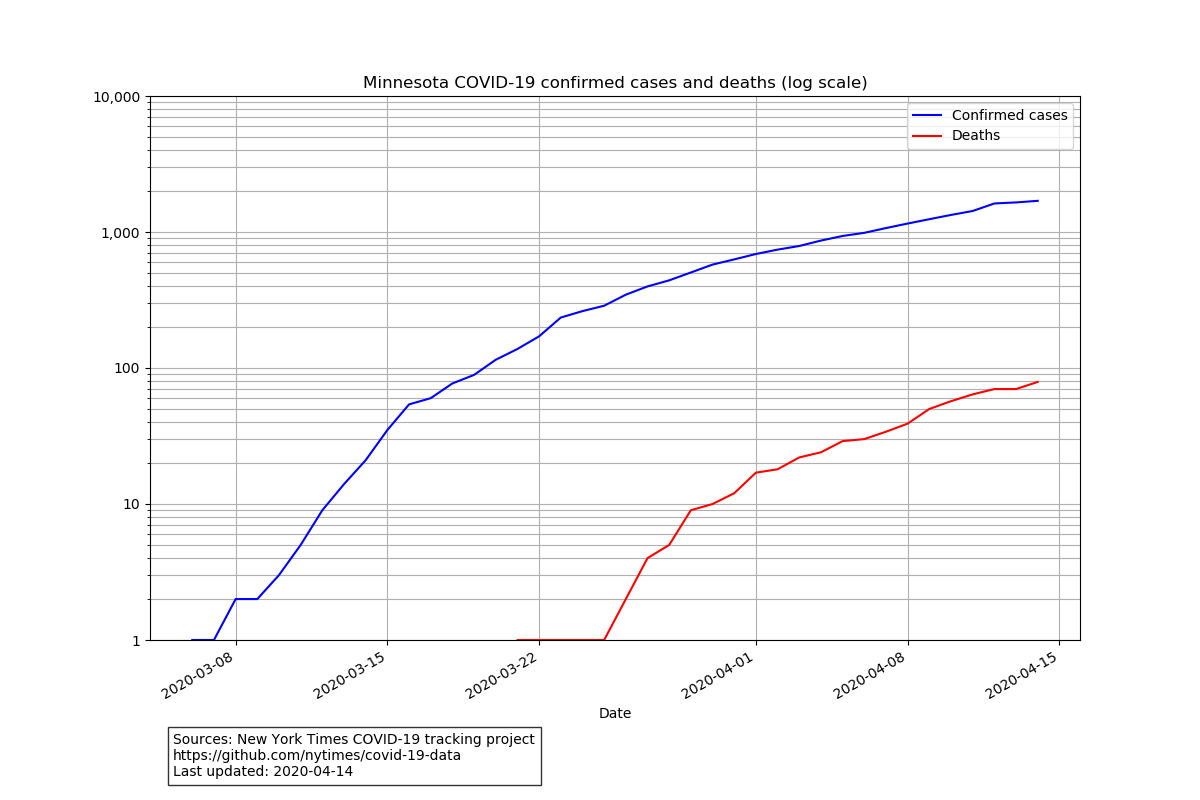 Minnesota COVID-19 confirmed cases and deaths (log scale)
10,000
1,000
100
10
1
Confirmed cases
Deaths
2020-03-08
2020-03-15
2020-03-22
2020-04-01
2020-04-08
2020-04-15
Date
Sources: New York Times COVID-19 tracking project
https://github.com/nytimes/covid-19-data
Last updated: 2020-04-14